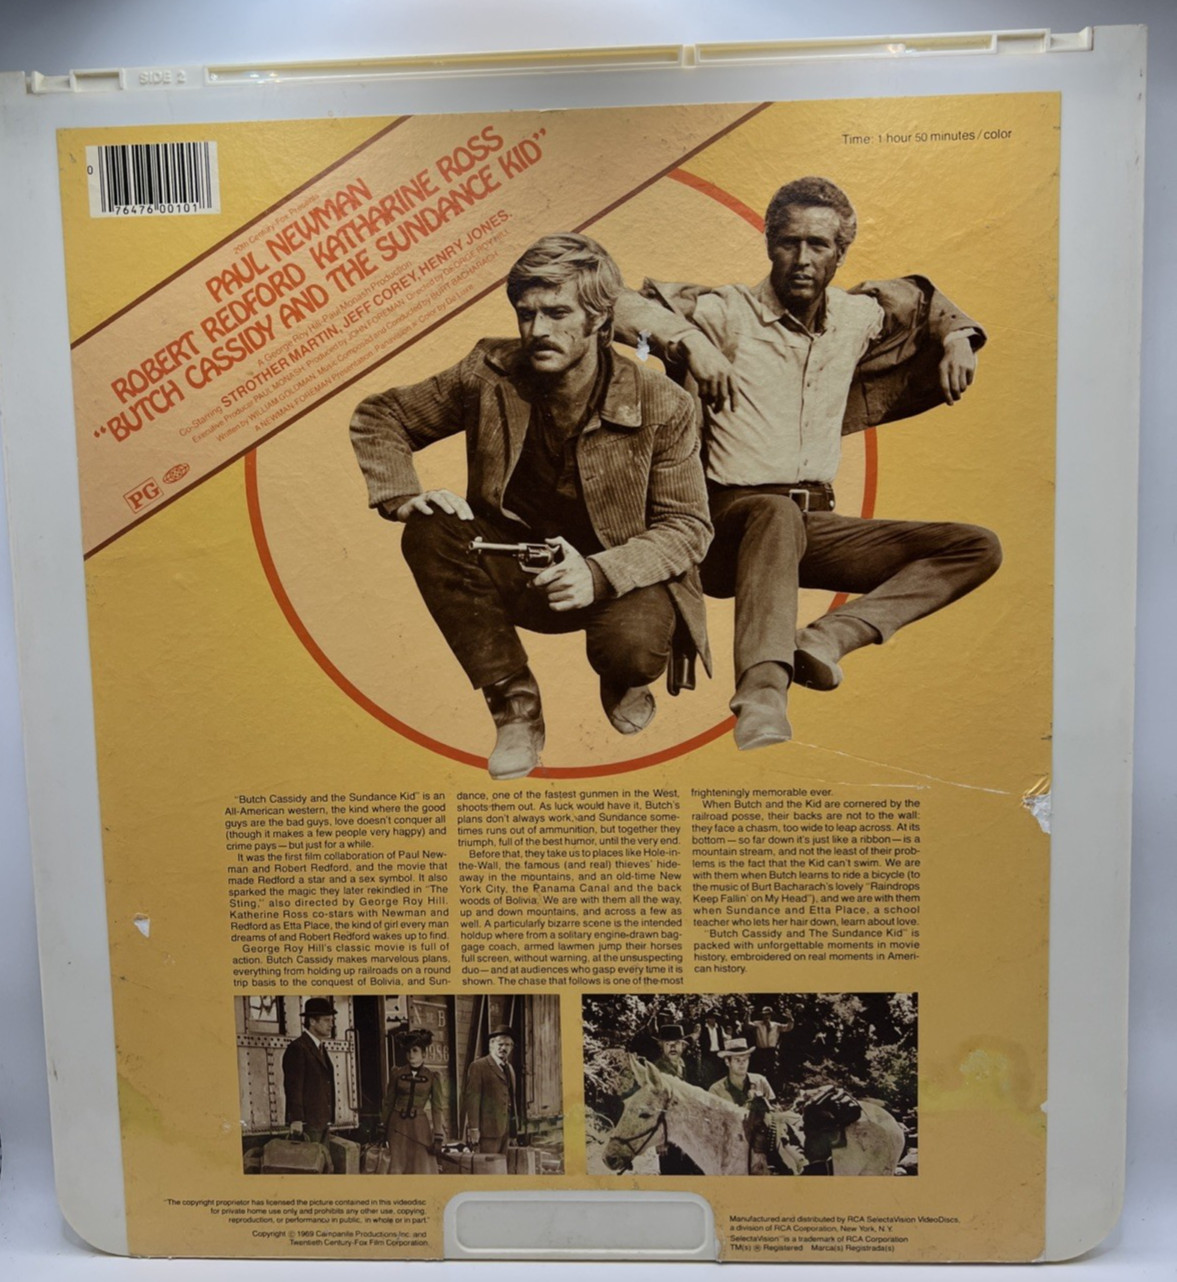 SIDE 2
Time: 1 hour 50 minutes/color
0
76476 00101
20th Century-Fox Presents
PAUL NEWMAN
ROBERT REDFORD KATHARINE ROSS
"BUTCH CASSIDY AND THE SUNDANCE KID"
A George Roy Hill-Paul Monash Production
Co-Starring STROTHER MARTIN, JEFF COREY, HENRY JONES.
Executive Producer PAUL MONASH Produced by JOHN FOREMAN Directed by GEORGE ROY HILL
Written by WILLIAM GOLDMAN Music Composed and Conducted by BURT BACHARACH
A NEWMAN-FOREMAN Presentation Panavision® Color by DeLuxe
PG
"Butch Cassidy and the Sundance Kid" is an
All-American western, the kind where the good
guys are the bad guys, love doesn't conquer all
(though it makes a few people very happy) and
crime pays—but just for a while.
It was the first film collaboration of Paul New-
man and Robert Redford, and the movie that
made Redford a star and a sex symbol. It also
sparked the magic they later rekindled in "The
Sting," also directed by George Roy Hill.
Katherine Ross co-stars with Newman and
Redford as Etta Place, the kind of girl every man
dreams of and Robert Redford wakes up to find.
George Roy Hill's classic movie is full of
action. Butch Cassidy makes marvelous plans,
everything from holding up railroads on a round
trip basis to the conquest of Bolivia, and Sun-
dance, one of the fastest gunmen in the West,
shoots them out. As luck would have it, Butch's
plans don't always work, and Sundance some-
times runs out of ammunition, but together they
triumph, full of the best humor, until the very end.
Before that, they take us to places like Hole-in-
the-Wall, the famous (and real) thieves' hide-
away in the mountains, and an old-time New
York City, the Panama Canal and the back
woods of Bolivia. We are with them all the way,
up and down mountains, and across a few as
well. A particularly bizarre scene is the intended
holdup where from a solitary engine-drawn bag-
gage coach, armed lawmen jump their horses
full screen, without warning, at the unsuspecting
duo—and at audiences who gasp every time it is
shown. The chase that follows is one of the most
frighteningly memorable ever.
When Butch and the Kid are cornered by the
railroad posse, their backs are not to the wall:
they face a chasm, too wide to leap across. At its
bottom—so far down it's just like a ribbon—is a
mountain stream, and not the least of their prob-
lems is the fact that the Kid can't swim. We are
with them when Butch learns to ride a bicycle (to
the music of Burt Bacharach's lovely "Raindrops
Keep Fallin' on My Head"), and we are with them
when Sundance and Etta Place, a school
teacher who lets her hair down, learn about love.
"Butch Cassidy and The Sundance Kid" is
packed with unforgettable moments in movie
history, embroidered on real moments in Ameri-
can history.
"The copyright proprietor has licensed the picture contained in this videodisc
for private home use only and prohibits any other use, copying,
reproduction, or performance in public, in whole or in part."
Copyright © 1969 Campanile Productions Inc. and
Twentieth Century-Fox Film Corporation.
Manufactured and distributed by RCA SelectaVision VideoDiscs,
a division of RCA Corporation, New York, N.Y.
"SelectaVision" is a trademark of RCA Corporation
TM(s) ® Registered Marca(s) Registrada(s)